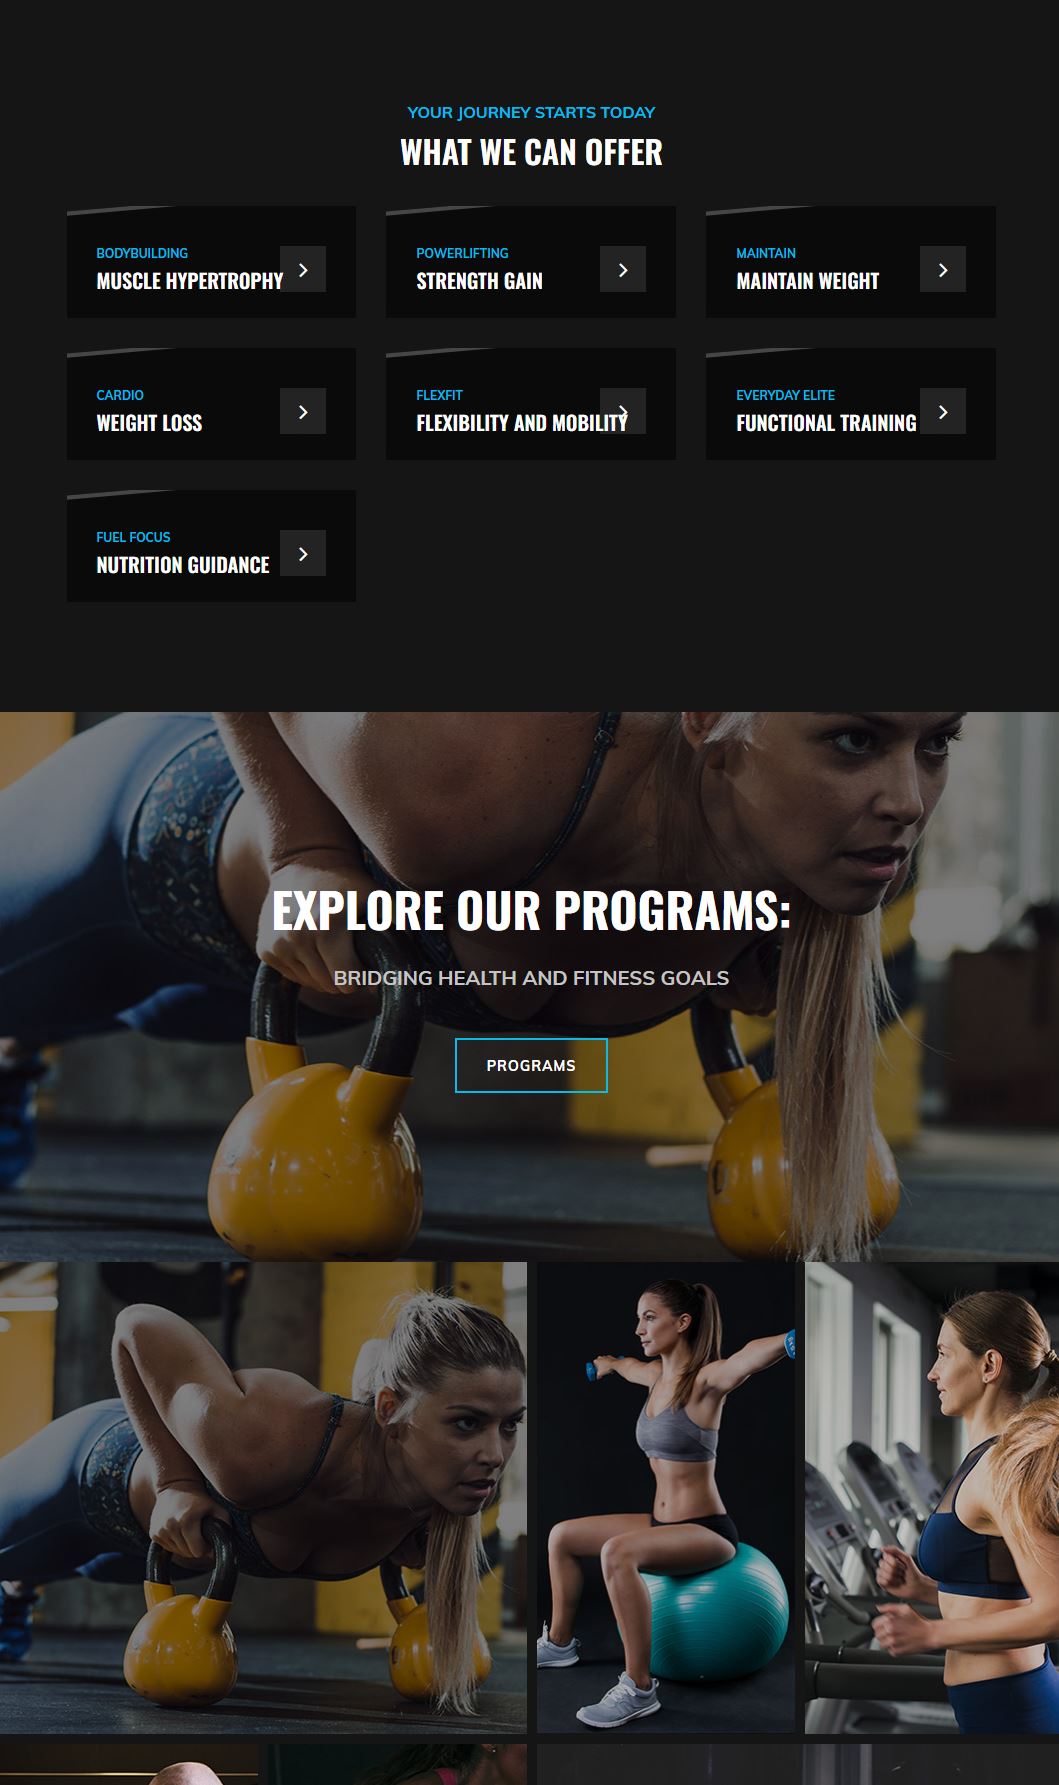 YOUR JOURNEY STARTS TODAY
WHAT WE CAN OFFER
BODYBUILDING
MUSCLE HYPERTROPHY
POWERLIFTING
STRENGTH GAIN
MAINTAIN
MAINTAIN WEIGHT
CARDIO
WEIGHT LOSS
FLEXFIT
FLEXIBILITY AND MOBILITY
EVERYDAY ELITE
FUNCTIONAL TRAINING
FUEL FOCUS
NUTRITION GUIDANCE
EXPLORE OUR PROGRAMS:
BRIDGING HEALTH AND FITNESS GOALS
PROGRAMS